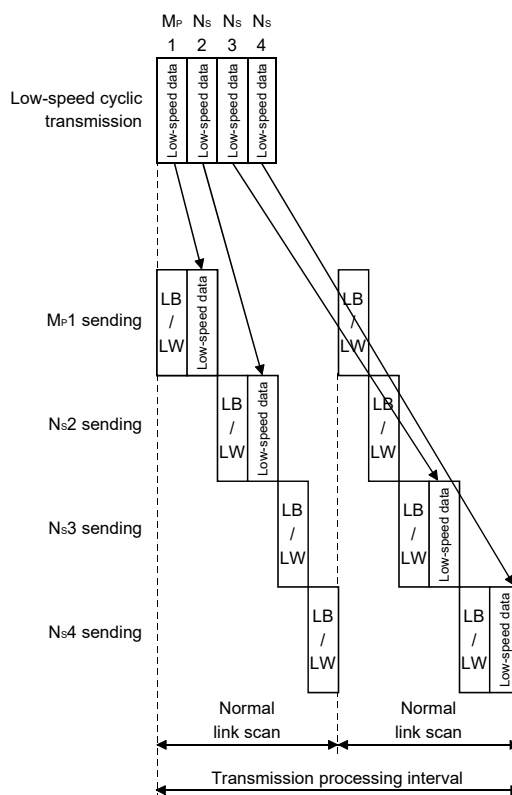 MP NS NS NS
1 2 3 4
Low-speed cyclic
transmission
Low-speed data
Low-speed data
Low-speed data
Low-speed data
MP1 sending
LB
/
LW
Low-speed data
LB
/
LW
NS2 sending
LB
/
LW
Low-speed data
LB
/
LW
NS3 sending
LB
/
LW
LB
/
LW
Low-speed data
NS4 sending
LB
/
LW
LB
/
LW
Low-speed data
Normal
link scan
Normal
link scan
Transmission processing interval